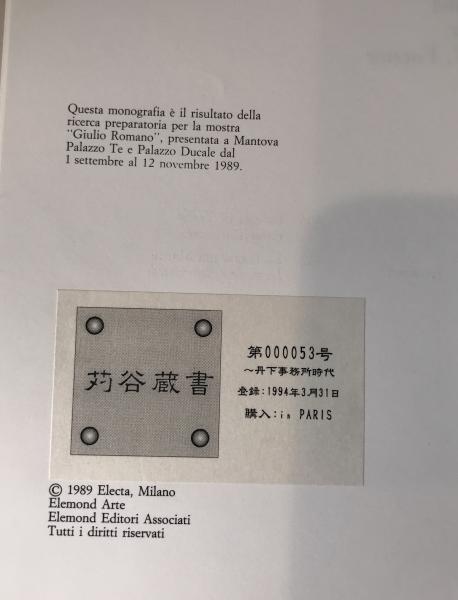 Questa monografia è il risultato della
ricerca preparatoria per la mostra
"Giulio Romano", presentata a Mantova
Palazzo Te e Palazzo Ducale dal
1 settembre al 12 novembre 1989.
苅谷蔵書
第000053号
～丹下事務所時代
登録:1994年3月31日
購入:in PARIS
© 1989 Electa, Milano
Elemond Arte
Elemond Editori Associati
Tutti i diritti riservati